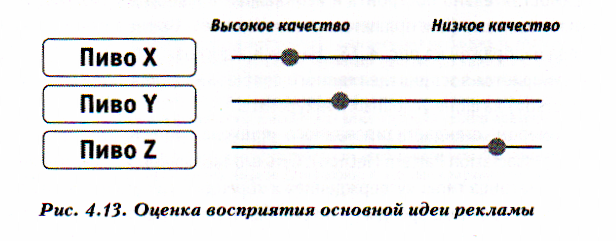 Высокое качество Низкое качество
Пиво X
Пиво Y
Пиво Z
Рис. 4.13. Оценка восприятия основной идеи рекламы